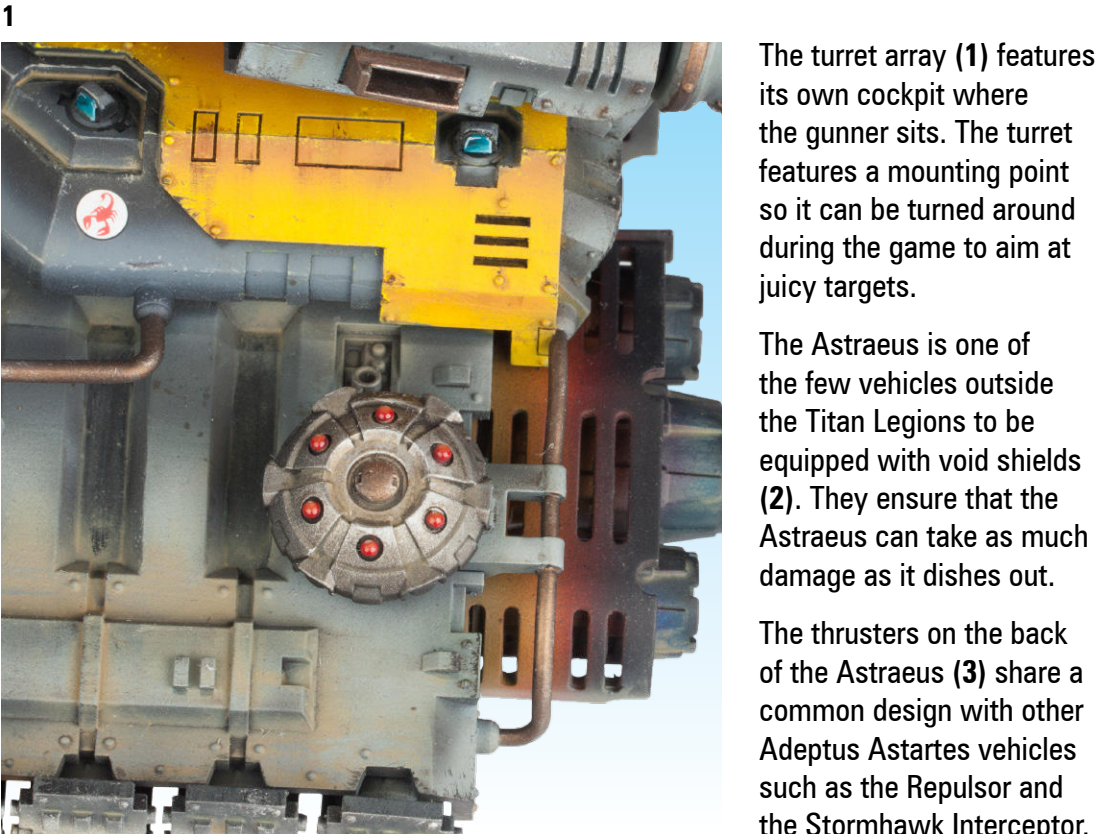 1
The turret array (1) features
its own cockpit where
the gunner sits. The turret
features a mounting point
so it can be turned around
during the game to aim at
juicy targets.
The Astraeus is one of
the few vehicles outside
the Titan Legions to be
equipped with void shields
(2). They ensure that the
Astraeus can take as much
damage as it dishes out.
The thrusters on the back
of the Astraeus (3) share a
common design with other
Adeptus Astartes vehicles
such as the Repulsor and
the Stormhawk Interceptor.